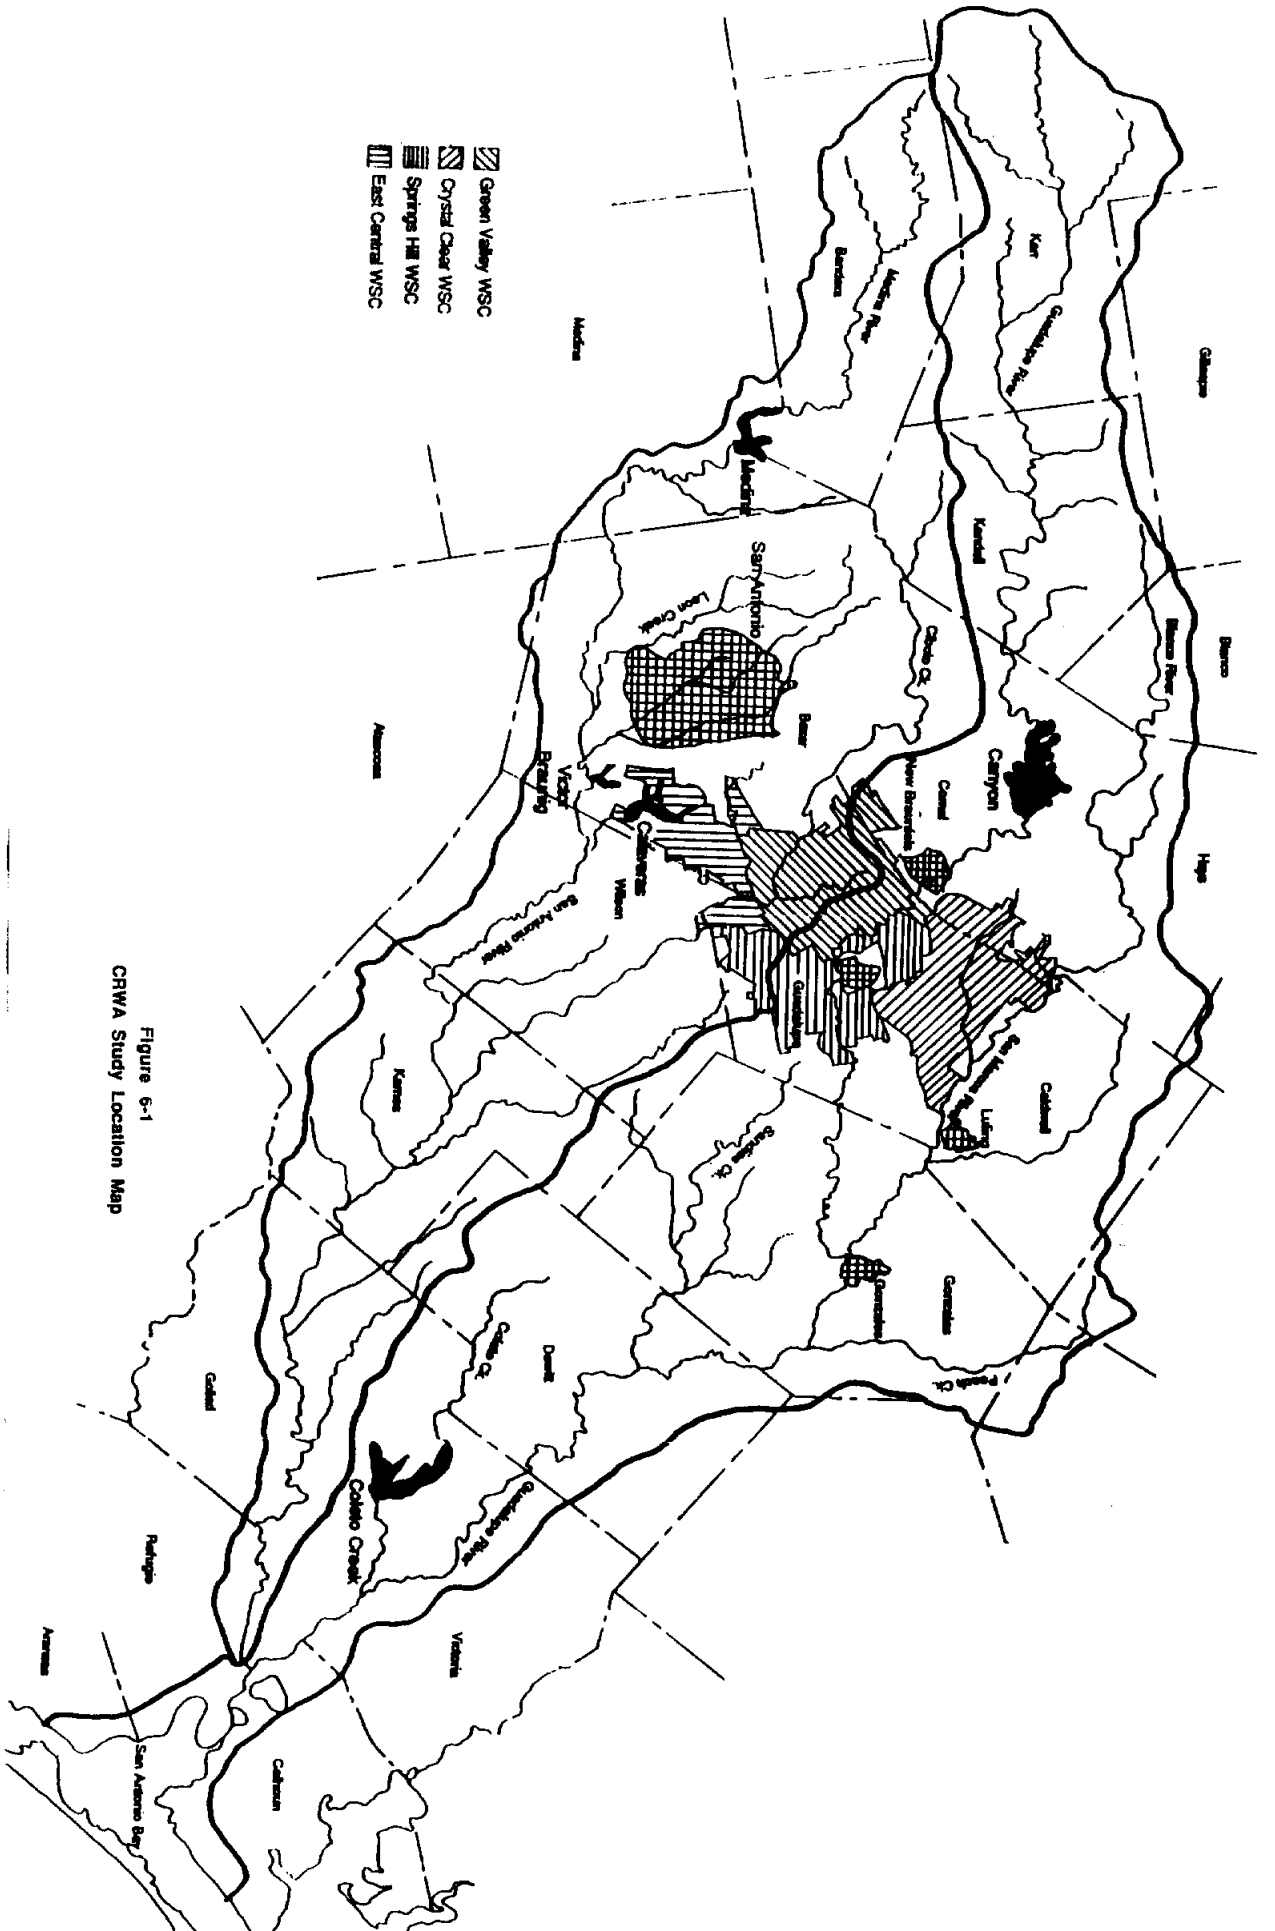 Gillespie
Blanco
Hays
Kerr
Guadalupe River
Kendall
Blanco River
Canyon
Comal
New Braunfels
Caldwell
San Marcos River
Luling
Gonzales
Gonzales
Peach Ck.
Bandera
Medina River
Medina
Cibolo Ck.
San Antonio
Leon Creek
Bexar
Victor
Braunig
Calaveras
Wilson
Guadalupe
Sandies Ck.
San Antonio River
Medina
Atascosa
Karnes
Dewitt
Coleto Ck.
Guadalupe River
Coleto Creek
Victoria
Goliad
Refugio
Aransas
Calhoun
San Antonio Bay
Green Valley WSC
Crystal Clear WSC
Springs Hill WSC
East Central WSC
Figure 6-1
CRWA Study Location Map